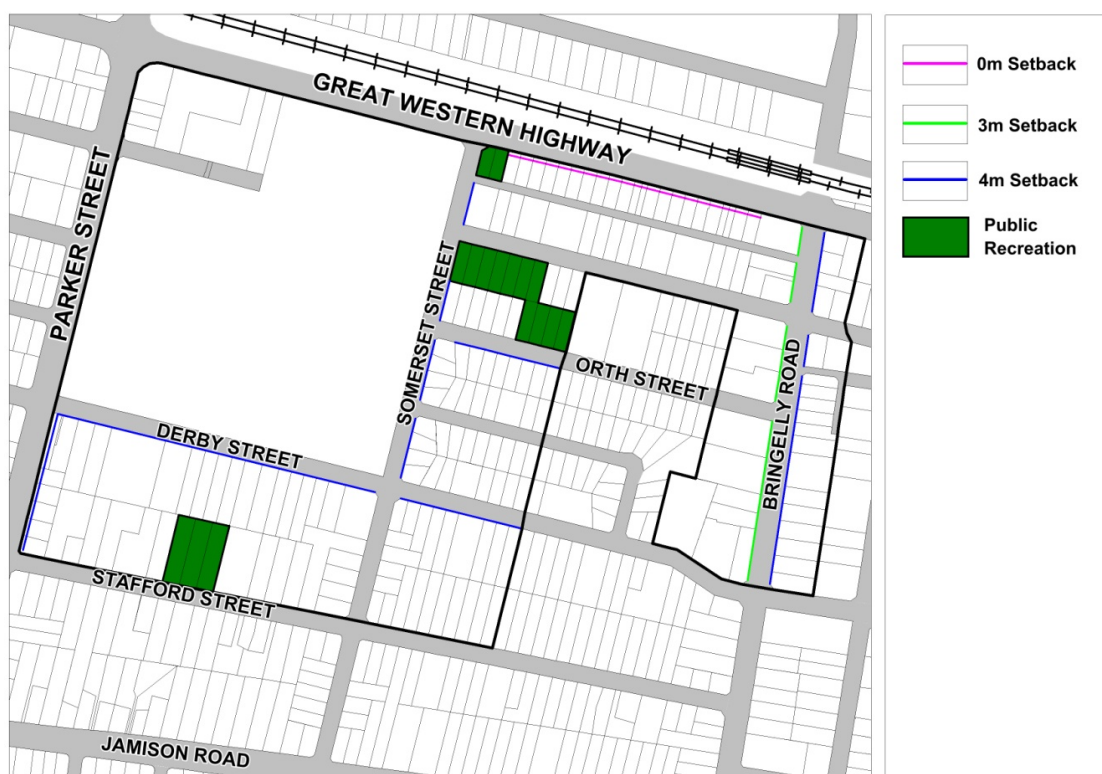 GREAT WESTERN HIGHWAY
PARKER STREET
SOMERSET STREET
ORTH STREET
BRINGELLY ROAD
DERBY STREET
STAFFORD STREET
JAMISON ROAD
0m Setback
3m Setback
4m Setback
Public
Recreation